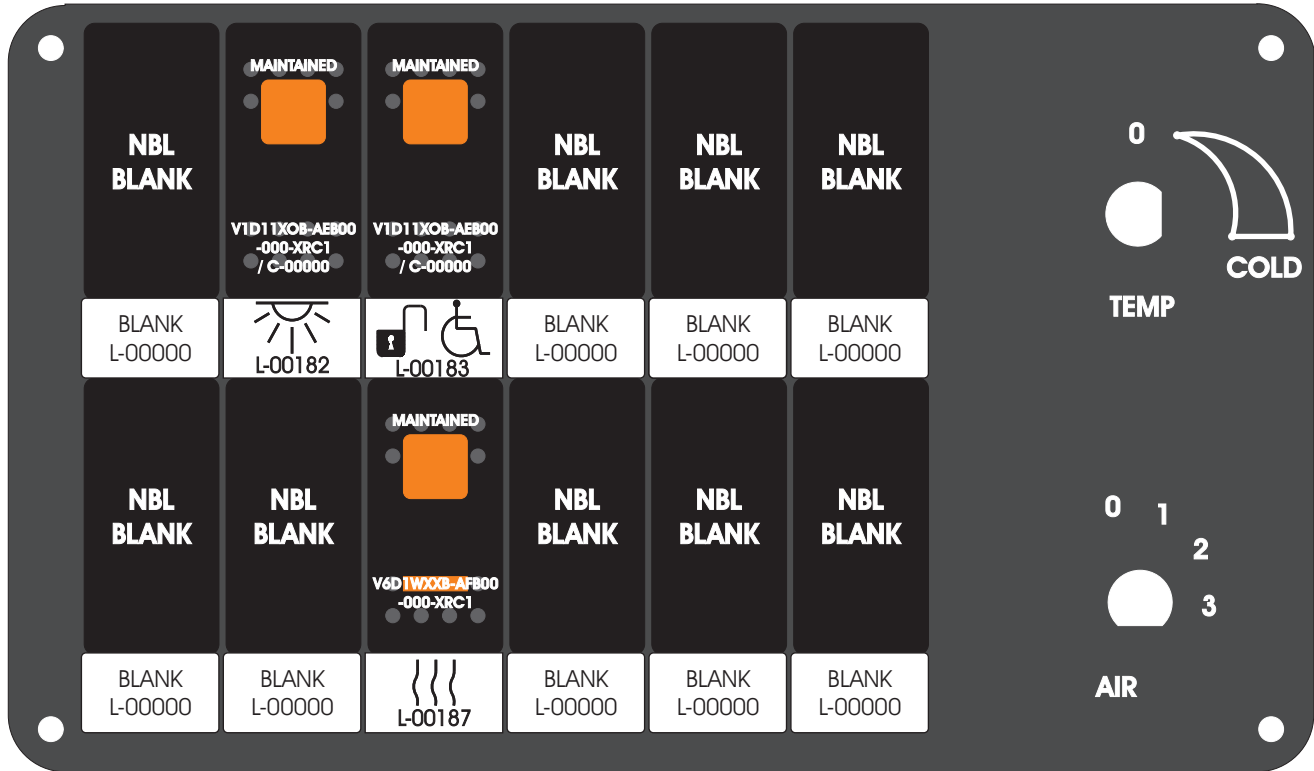 NBL
BLANK
MAINTAINED
V1D11XOB-AEB00
-000-XRC1
/ C-00000
MAINTAINED
V1D11XOB-AEB00
-000-XRC1
/ C-00000
NBL
BLANK
NBL
BLANK
NBL
BLANK
0
COLD
TEMP
BLANK
L-00000
L-00182
L-00183
BLANK
L-00000
BLANK
L-00000
BLANK
L-00000
NBL
BLANK
NBL
BLANK
MAINTAINED
V6D1WXXB-AFB00
-000-XRC1
NBL
BLANK
NBL
BLANK
NBL
BLANK
0
1
2
3
AIR
BLANK
L-00000
BLANK
L-00000
L-00187
BLANK
L-00000
BLANK
L-00000
BLANK
L-00000